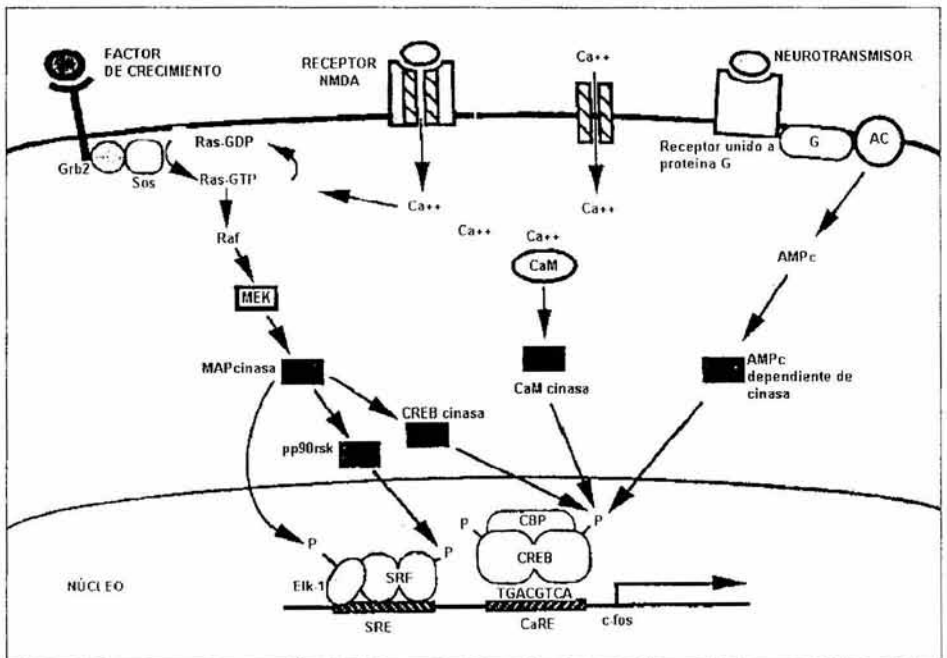 FACTOR
DE CRECIMIENTO
RECEPTOR
NMDA
Ca++
NEUROTRANSMISOR
Grb2
Sos
Ras-GDP
Ras-GTP
Receptor unido a
proteína G
G
AC
Ca++
Ca++
Ca++
Ca++
Raf
CaM
AMPc
MEK
MAPcinasa
CaM cinasa
AMPc
dependiente de
cinasa
CREB cinasa
pp90rsk
P
P
P
P
CBP
CREB
Elk-1
SRF
TGACGTCA
NÚCLEO
SRE
CaRE
c-fos